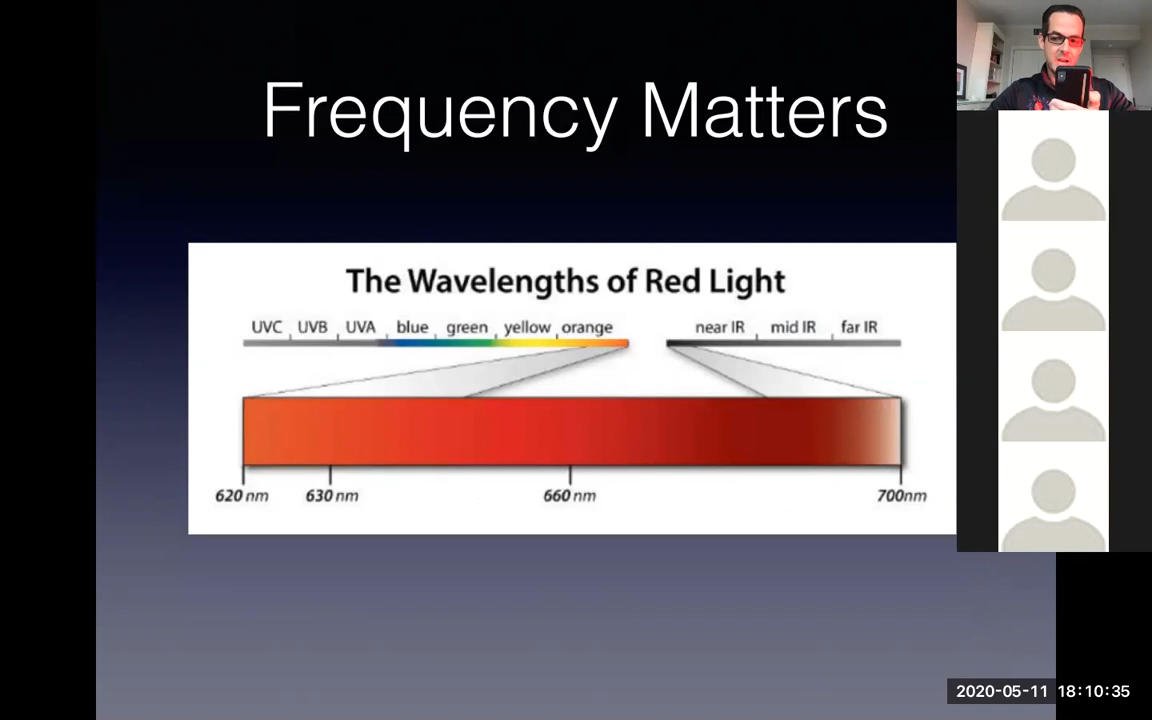 Frequency Matters
The Wavelengths of Red Light
UVC UVB UVA blue green yellow orange near IR mid IR far IR
620 nm 630 nm 660 nm 700nm
2020-05-11 18:10:35